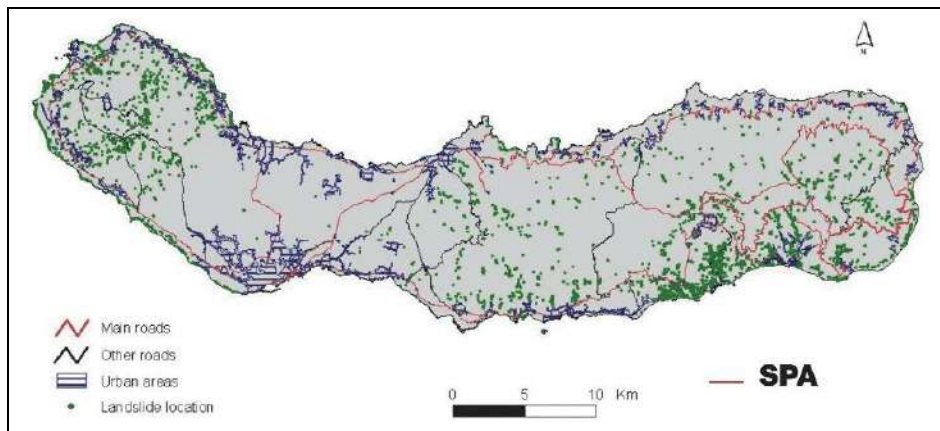 N
Main roads
Other roads
Urban areas
Landslide location
0 5 10 Km
SPA